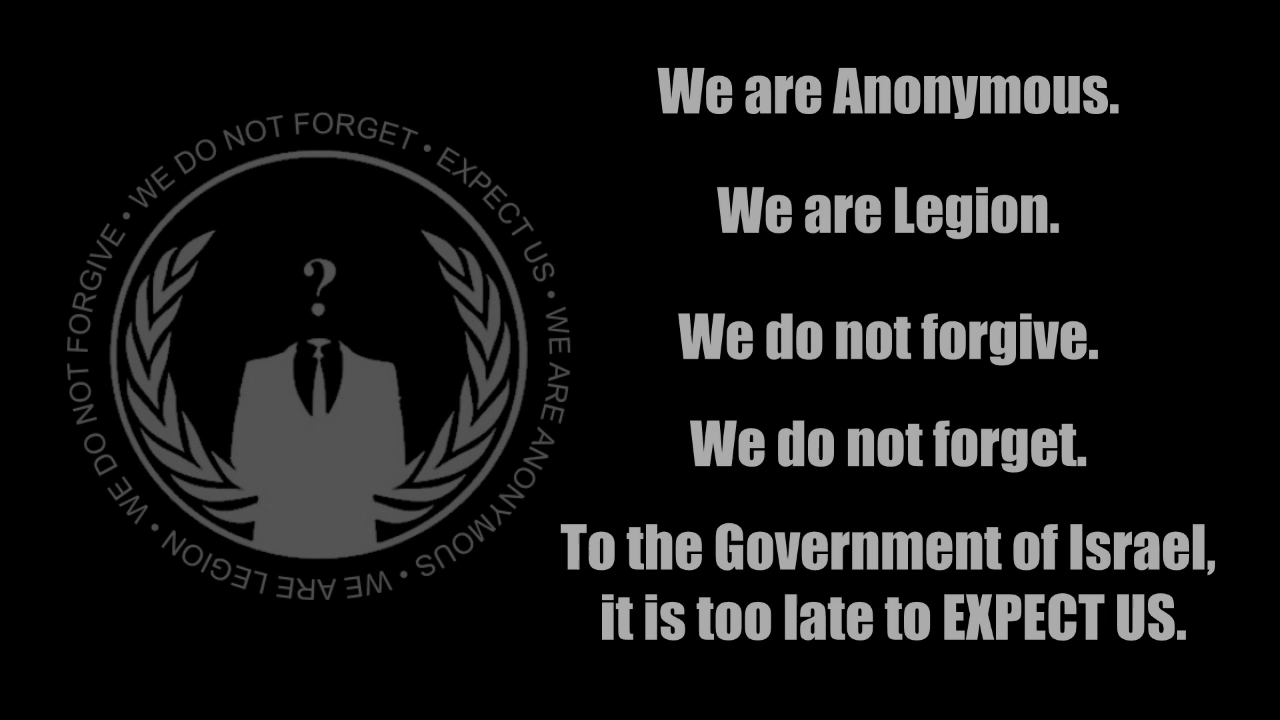 WE ARE ANONYMOUS • WE ARE LEGION • WE DO NOT FORGIVE • WE DO NOT FORGET • EXPECT US •
?
We are Anonymous.
We are Legion.
We do not forgive.
We do not forget.
To the Government of Israel,
it is too late to EXPECT US.